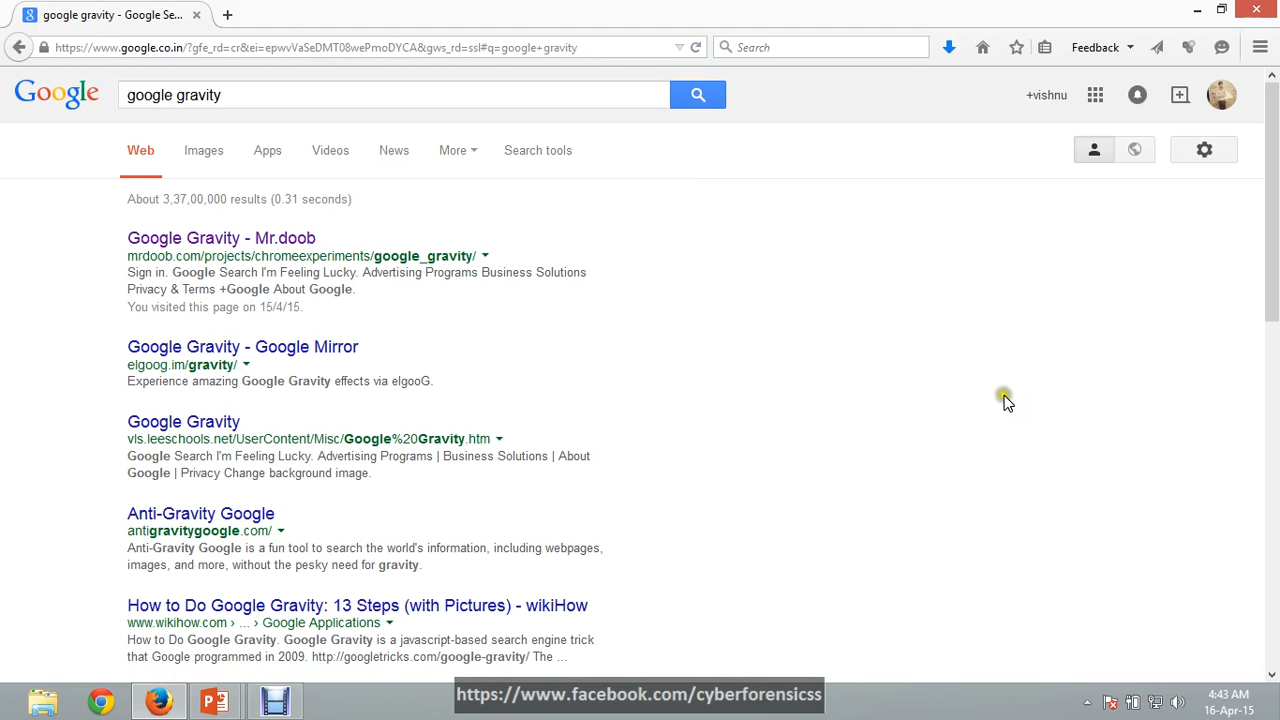 google gravity - Google Se...
https://www.google.co.in/?gfe_rd=cr&ei=epwvVaSeDMT08wePmoDYCA&gws_rd=ssl#q=google+gravity
Search
Feedback
Google
google gravity
+vishnu
Web
Images
Apps
Videos
News
More
Search tools
About 3,37,00,000 results (0.31 seconds)
Google Gravity - Mr.doob
mrdoob.com/projects/chromeexperiments/google_gravity/
Sign in. Google Search I'm Feeling Lucky. Advertising Programs Business Solutions
Privacy & Terms +Google About Google.
You visited this page on 15/4/15.
Google Gravity - Google Mirror
elgoog.im/gravity/
Experience amazing Google Gravity effects via elgooG.
Google Gravity
vls.leeschools.net/UserContent/Misc/Google%20Gravity.htm
Google Search I'm Feeling Lucky. Advertising Programs | Business Solutions | About
Google | Privacy Change background image.
Anti-Gravity Google
antigravitygoogle.com/
Anti-Gravity Google is a fun tool to search the world's information, including webpages,
images, and more, without the pesky need for gravity.
How to Do Google Gravity: 13 Steps (with Pictures) - wikiHow
www.wikihow.com › ... › Google Applications
How to Do Google Gravity. Google Gravity is a javascript-based search engine trick
that Google programmed in 2009. http://googletricks.com/google-gravity/ The ...
https://www.facebook.com/cyberforensicss
4:43 AM
16-Apr-15